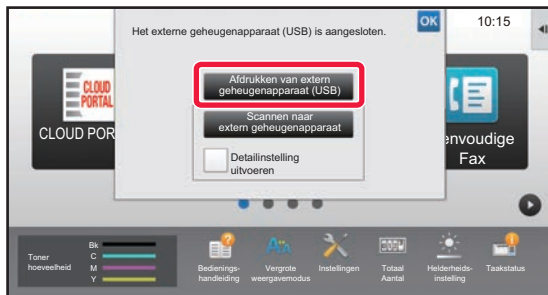 Het externe geheugenapparaat (USB) is aangesloten.
OK
10:15
Afdrukken van extern
geheugenapparaat (USB)
Scannen naar
extern geheugenapparaat
Detailinstelling
uitvoeren
CLOUD
PORTAL
CLOUD POR
envoudige
Fax
Toner
hoeveelheid
Bk
C
M
Y
Bedienings-
handleiding
Vergrote
weergavemodus
Instellingen
Totaal
Aantal
Helderheids-
instelling
Taakstatus